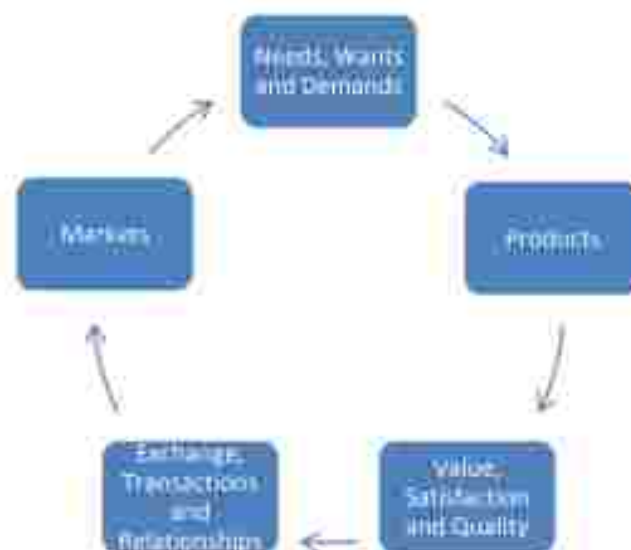 Needs, Wants
and Demands
Products
Value,
Satisfaction
and Quality
Exchange,
Transactions
and
Relationships
Markets